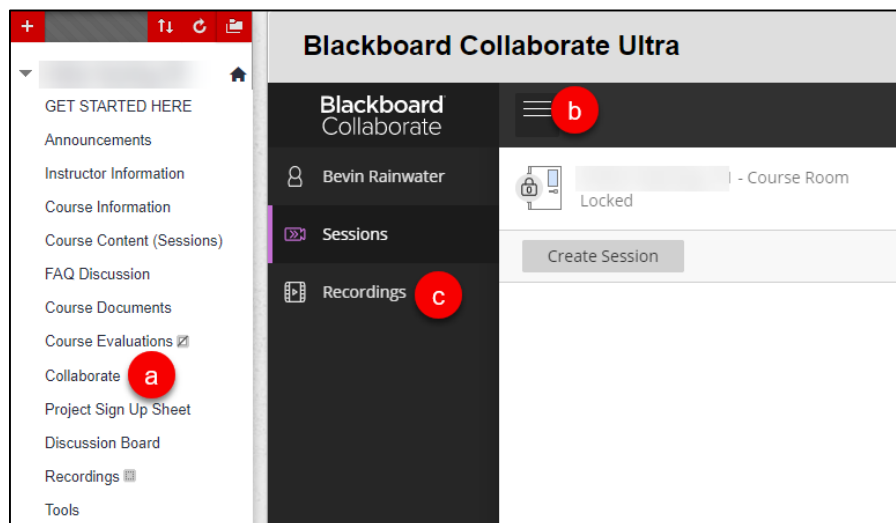 GET STARTED HERE
Announcements
Instructor Information
Course Information
Course Content (Sessions)
FAQ Discussion
Course Documents
Course Evaluations
Collaborate
a
Project Sign Up Sheet
Discussion Board
Recordings
Tools
Blackboard Collaborate Ultra
Blackboard
Collaborate
b
Bevin Rainwater
Sessions
Recordings
c
- Course Room
Locked
Create Session